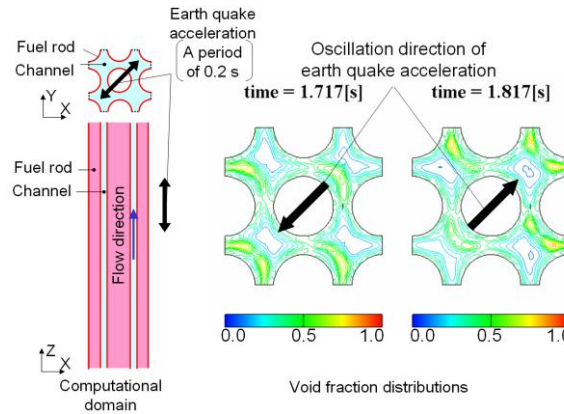 Earth quake
acceleration
A period
of 0.2 s
Fuel rod
Channel
Y
X
Fuel rod
Channel
Flow direction
Z
X
Computational
domain
Oscillation direction of
earth quake acceleration
time = 1.717[s]
time = 1.817[s]
0.0 0.5 1.0
0.0 0.5 1.0
Void fraction distributions